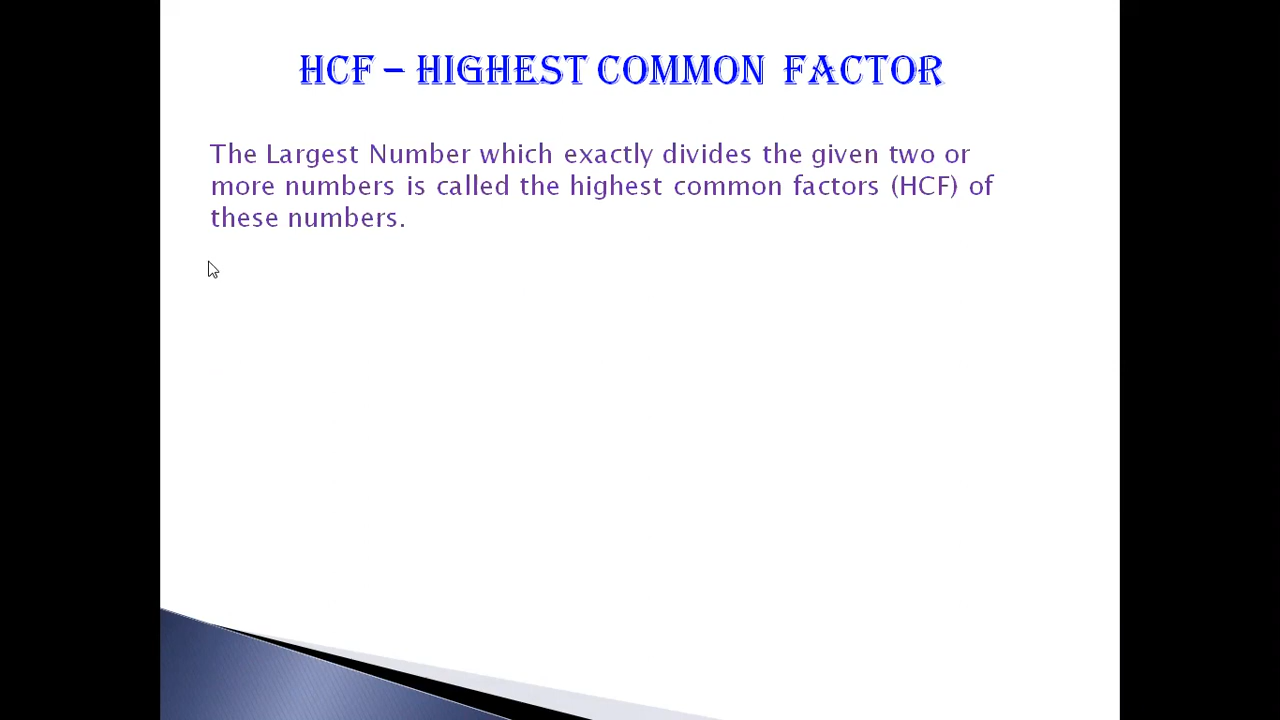 HCF – HIGHEST COMMON FACTOR
The Largest Number which exactly divides the given two or
more numbers is called the highest common factors (HCF) of
these numbers.